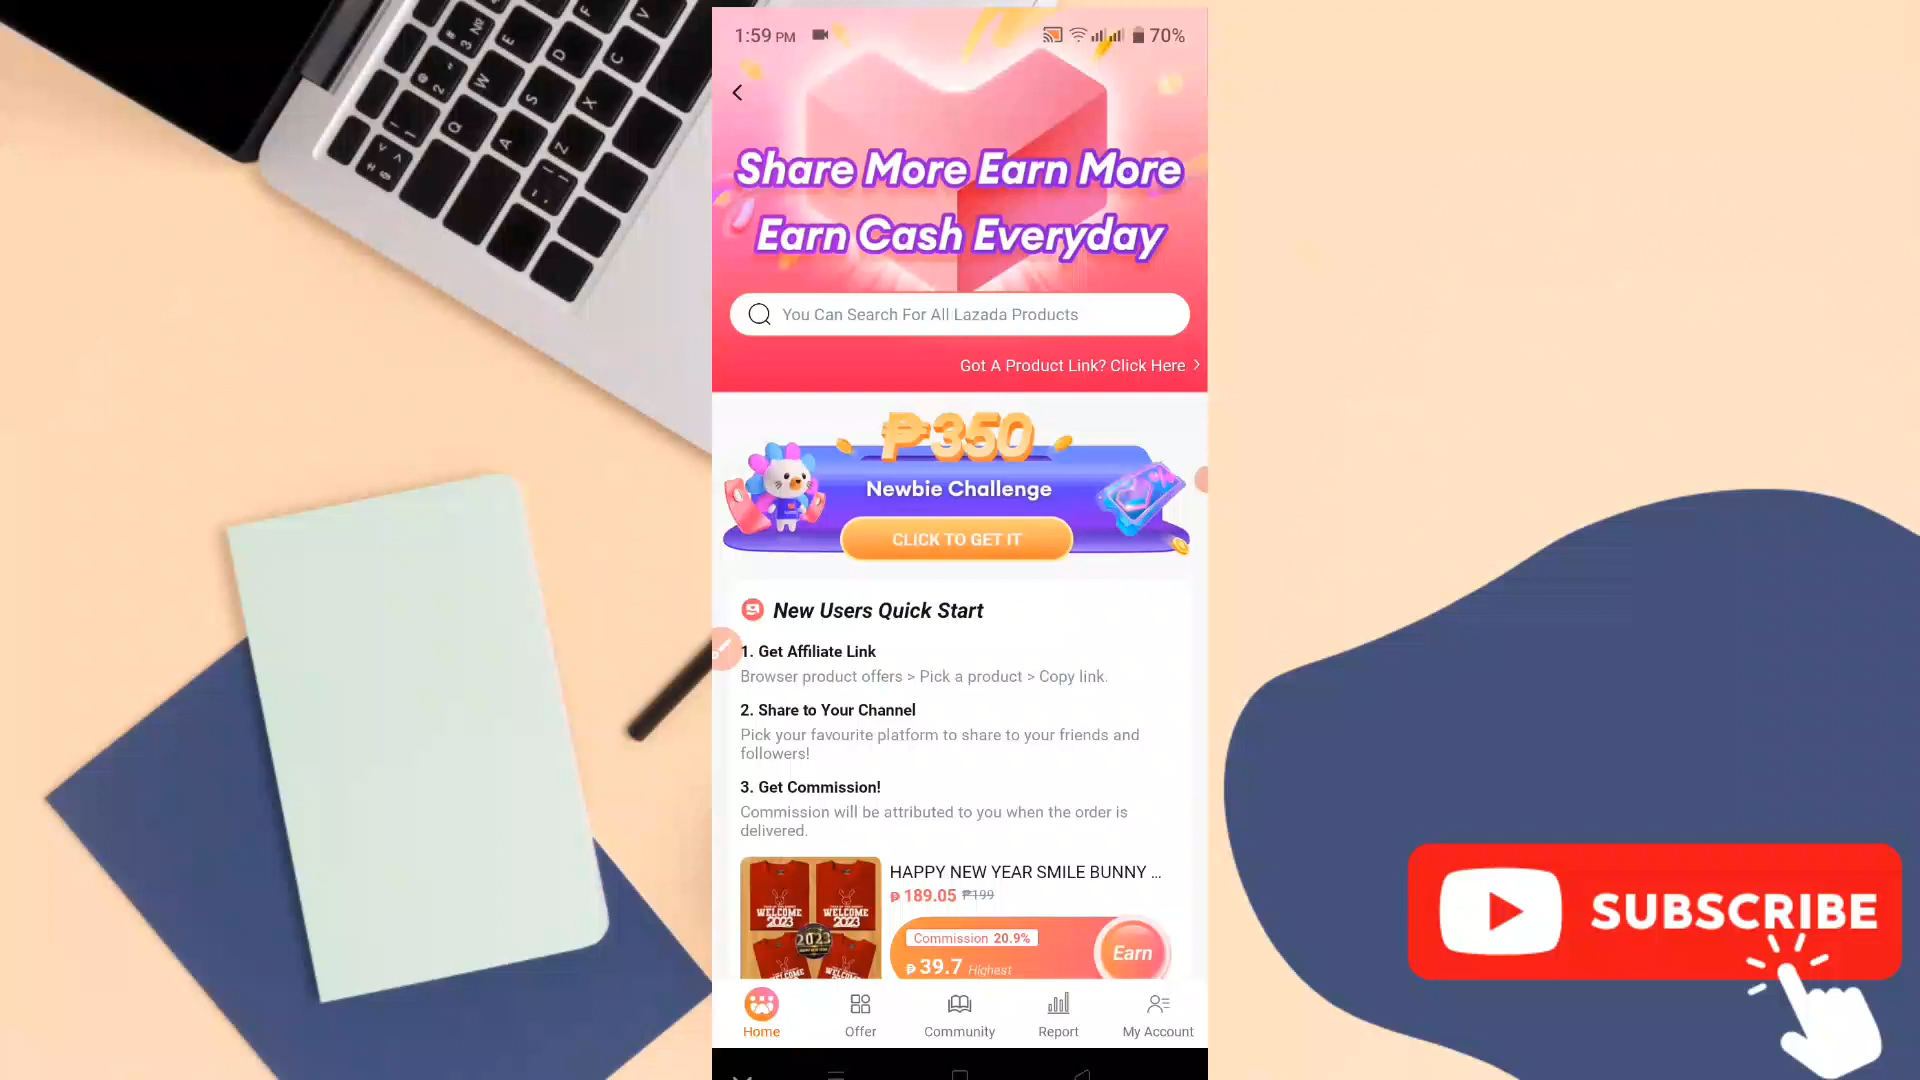 1:59 PM
70%
Share More Earn More
Earn Cash Everyday
You Can Search For All Lazada Products
Got A Product Link? Click Here >
₱350
Newbie Challenge
CLICK TO GET IT
New Users Quick Start
1. Get Affiliate Link
Browser product offers > Pick a product > Copy link.
2. Share to Your Channel
Pick your favourite platform to share to your friends and
followers!
3. Get Commission!
Commission will be attributed to you when the order is
delivered.
HAPPY NEW YEAR SMILE BUNNY ...
₱ 189.05 ₱199
Commission 20.9%
₱ 39.7 Highest
Earn
WELCOME
2023
WELCOME
2023
2023
Home
Offer
Community
Report
My Account
SUBSCRIBE